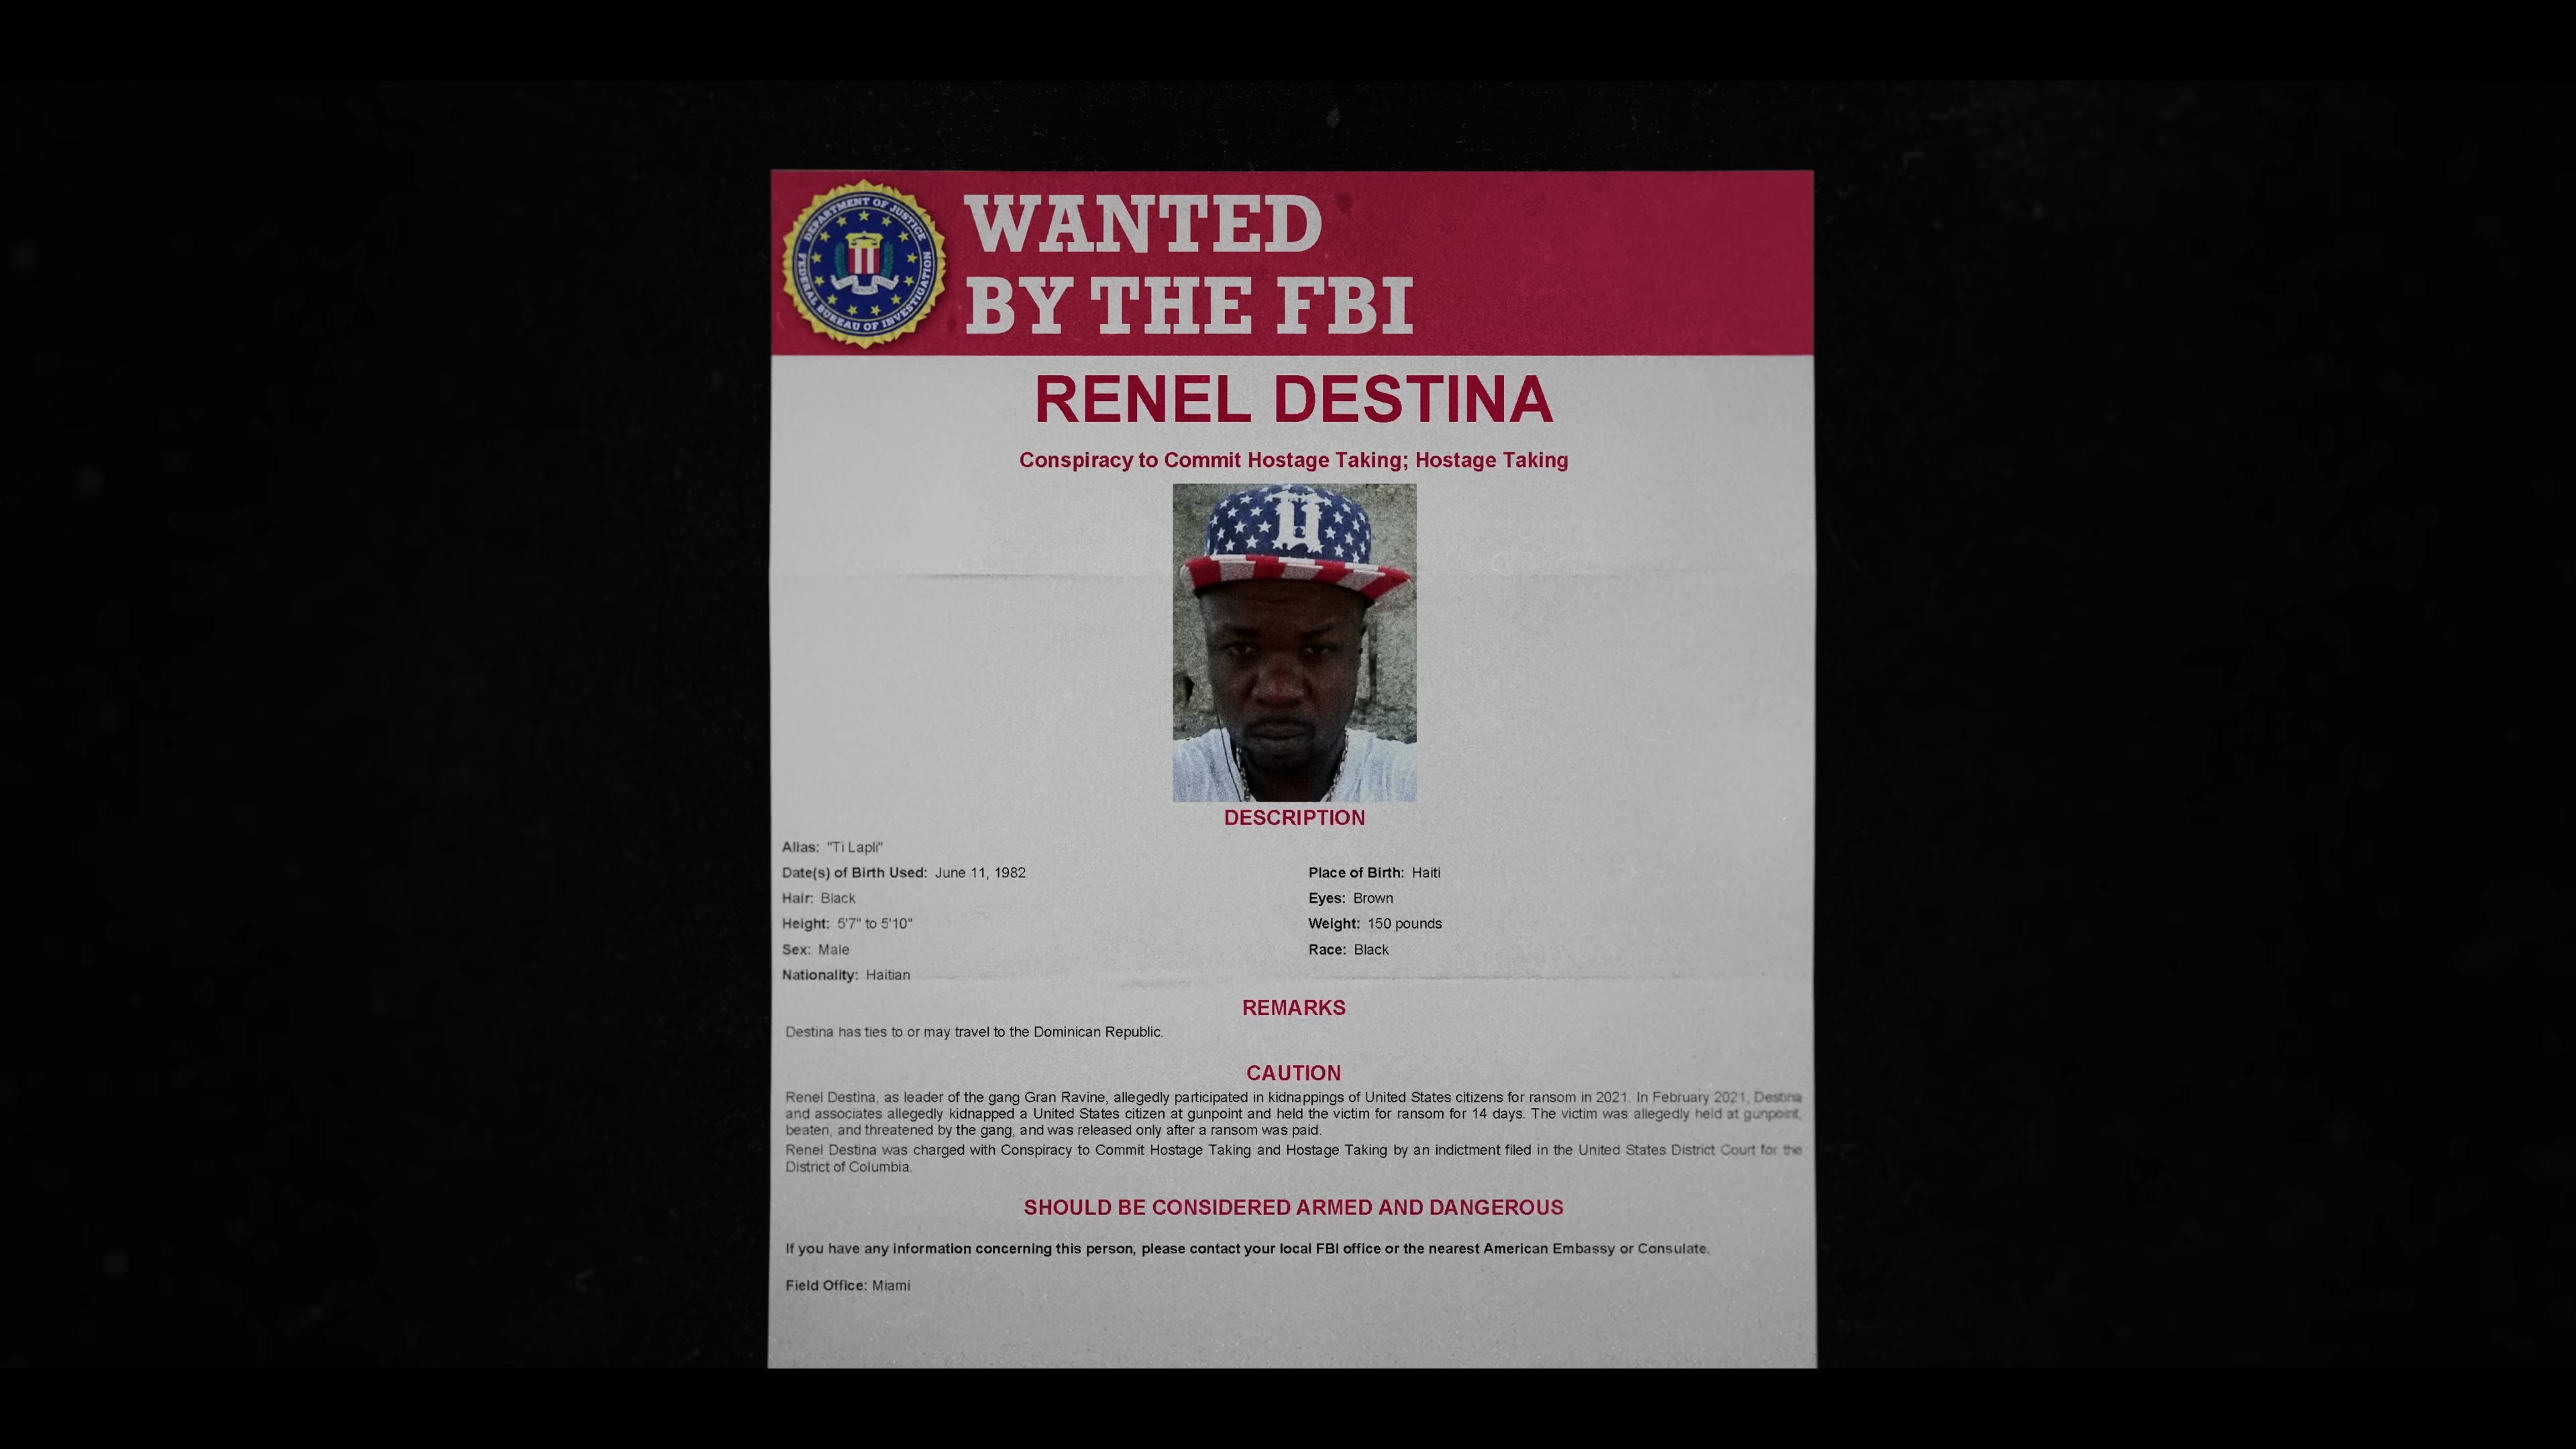 DEPARTMENT OF JUSTICE
FEDERAL BUREAU OF INVESTIGATION
WANTED
BY THE FBI
RENEL DESTINA
Conspiracy to Commit Hostage Taking; Hostage Taking
DESCRIPTION
Alias: "Ti Lapli"
Date(s) of Birth Used: June 11, 1982 Place of Birth: Haiti
Hair: Black Eyes: Brown
Height: 5'7" to 5'10" Weight: 150 pounds
Sex: Male Race: Black
Nationality: Haitian
REMARKS
Destina has ties to or may travel to the Dominican Republic.
CAUTION
Renel Destina, as leader of the gang Gran Ravine, allegedly participated in kidnappings of United States citizens for ransom in 2021. In February 2021, Destina
and associates allegedly kidnapped a United States citizen at gunpoint and held the victim for ransom for 14 days. The victim was allegedly held at gunpoint,
beaten, and threatened by the gang, and was released only after a ransom was paid.
Renel Destina was charged with Conspiracy to Commit Hostage Taking and Hostage Taking by an indictment filed in the United States District Court for the
District of Columbia.
SHOULD BE CONSIDERED ARMED AND DANGEROUS
If you have any information concerning this person, please contact your local FBI office or the nearest American Embassy or Consulate.
Field Office: Miami